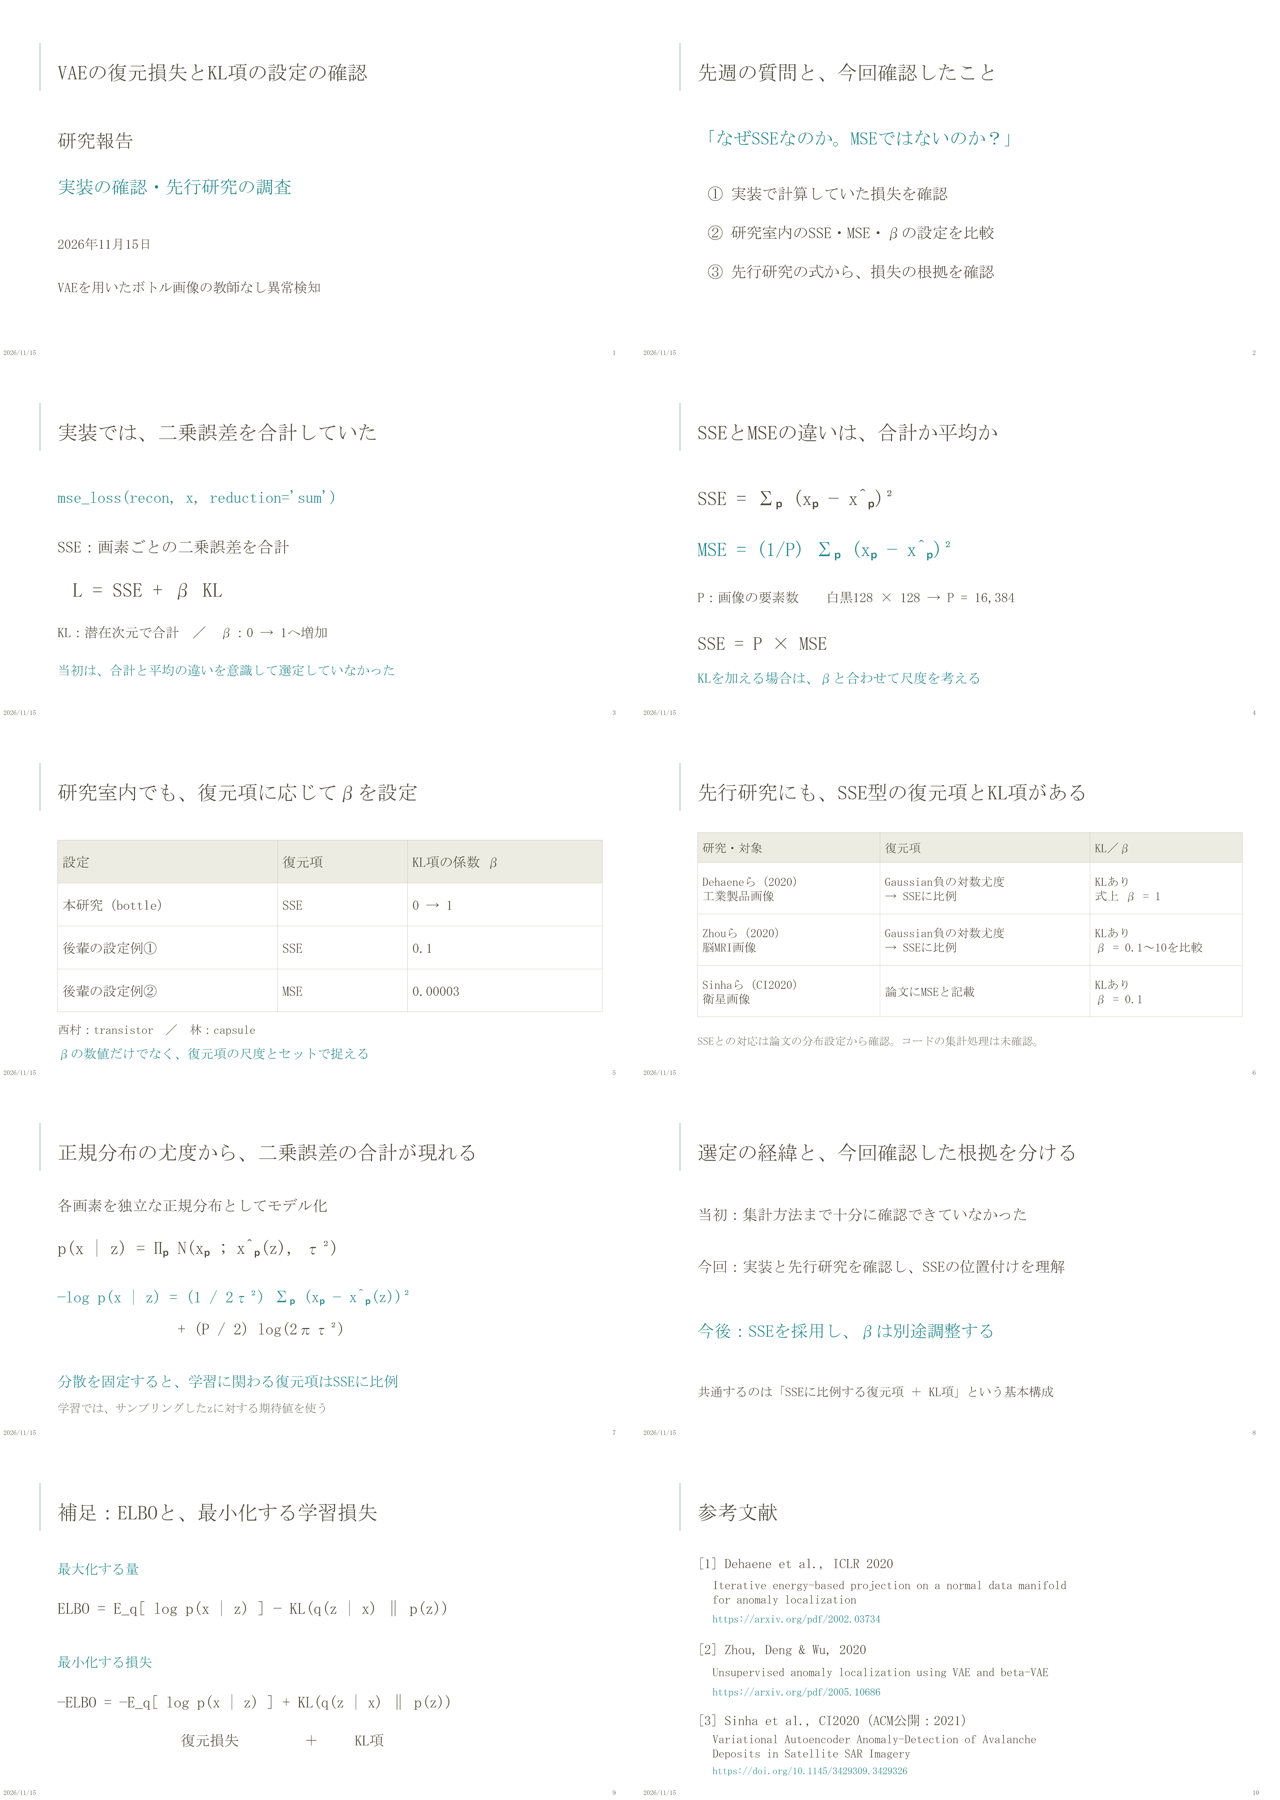 VAEの復元損失とKL項の設定の確認
研究報告
実装の確認・先行研究の調査
2026年11月15日
VAEを用いたボトル画像の教師なし異常検知
2026/11/15
1
先週の質問と、今回確認したこと
「なぜSSEなのか。MSEではないのか？」
① 実装で計算していた損失を確認
② 研究室内のSSE・MSE・βの設定を比較
③ 先行研究の式から、損失の根拠を確認
2026/11/15
2
実装では、二乗誤差を合計していた
mse_loss(recon, x, reduction='sum')
SSE：画素ごとの二乗誤差を合計
L = SSE + β KL
KL：潜在次元で合計 ／ β：0 → 1へ増加
当初は、合計と平均の違いを意識して選定していなかった
2026/11/15
3
SSEとMSEの違いは、合計か平均か
SSE = Σₚ (xₚ − x^ₚ)²
MSE = (1/P) Σₚ (xₚ − x^ₚ)²
P：画像の要素数 白黒128 × 128 → P = 16,384
SSE = P × MSE
KLを加える場合は、βと合わせて尺度を考える
2026/11/15
4
研究室内でも、復元項に応じてβを設定
設定 復元項 KL項の係数 β
本研究（bottle） SSE 0 → 1
後輩の設定例① SSE 0.1
後輩の設定例② MSE 0.00003
西村：transistor ／ 林：capsule
βの数値だけでなく、復元項の尺度とセットで捉える
2026/11/15
5
先行研究にも、SSE型の復元項とKL項がある
研究・対象 復元項 KL／β
Dehaeneら（2020）
工業製品画像
Gaussian負の対数尤度
→ SSEに比例
KLあり
式上 β = 1
Zhouら（2020）
脳MRI画像
Gaussian負の対数尤度
→ SSEに比例
KLあり
β = 0.1～10を比較
Sinhaら（CI2020）
衛星画像
論文にMSEと記載
KLあり
β = 0.1
SSEとの対応は論文の分布設定から確認。コードの集計処理は未確認。
2026/11/15
6
正規分布の尤度から、二乗誤差の合計が現れる
各画素を独立な正規分布としてモデル化
p(x | z) = Πₚ N(xₚ ; x^ₚ(z), τ²)
−log p(x | z) = (1 / 2τ²) Σₚ (xₚ − x^ₚ(z))²
+ (P / 2) log(2πτ²)
分散を固定すると、学習に関わる復元項はSSEに比例
学習では、サンプリングしたzに対する期待値を使う
2026/11/15
7
選定の経緯と、今回確認した根拠を分ける
当初：集計方法まで十分に確認できていなかった
今回：実装と先行研究を確認し、SSEの位置付けを理解
今後：SSEを採用し、βは別途調整する
共通するのは「SSEに比例する復元項 ＋ KL項」という基本構成
2026/11/15
8
補足：ELBOと、最小化する学習損失
最大化する量
ELBO = E_q[ log p(x | z) ] − KL(q(z | x) ‖ p(z))
最小化する損失
−ELBO = −E_q[ log p(x | z) ] + KL(q(z | x) ‖ p(z))
復元損失 ＋ KL項
2026/11/15
9
参考文献
[1] Dehaene et al., ICLR 2020
Iterative energy-based projection on a normal data manifold
for anomaly localization
https://arxiv.org/pdf/2002.03734
[2] Zhou, Deng & Wu, 2020
Unsupervised anomaly localization using VAE and beta-VAE
https://arxiv.org/pdf/2005.10686
[3] Sinha et al., CI2020（ACM公開：2021）
Variational Autoencoder Anomaly-Detection of Avalanche
Deposits in Satellite SAR Imagery
https://doi.org/10.1145/3429309.3429326
2026/11/15
10